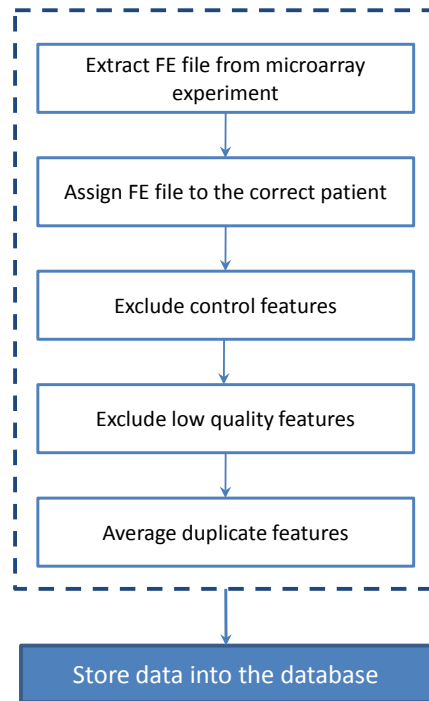 Extract FE file from microarray
experiment
Assign FE file to the correct patient
Exclude control features
Exclude low quality features
Average duplicate features
Store data into the database